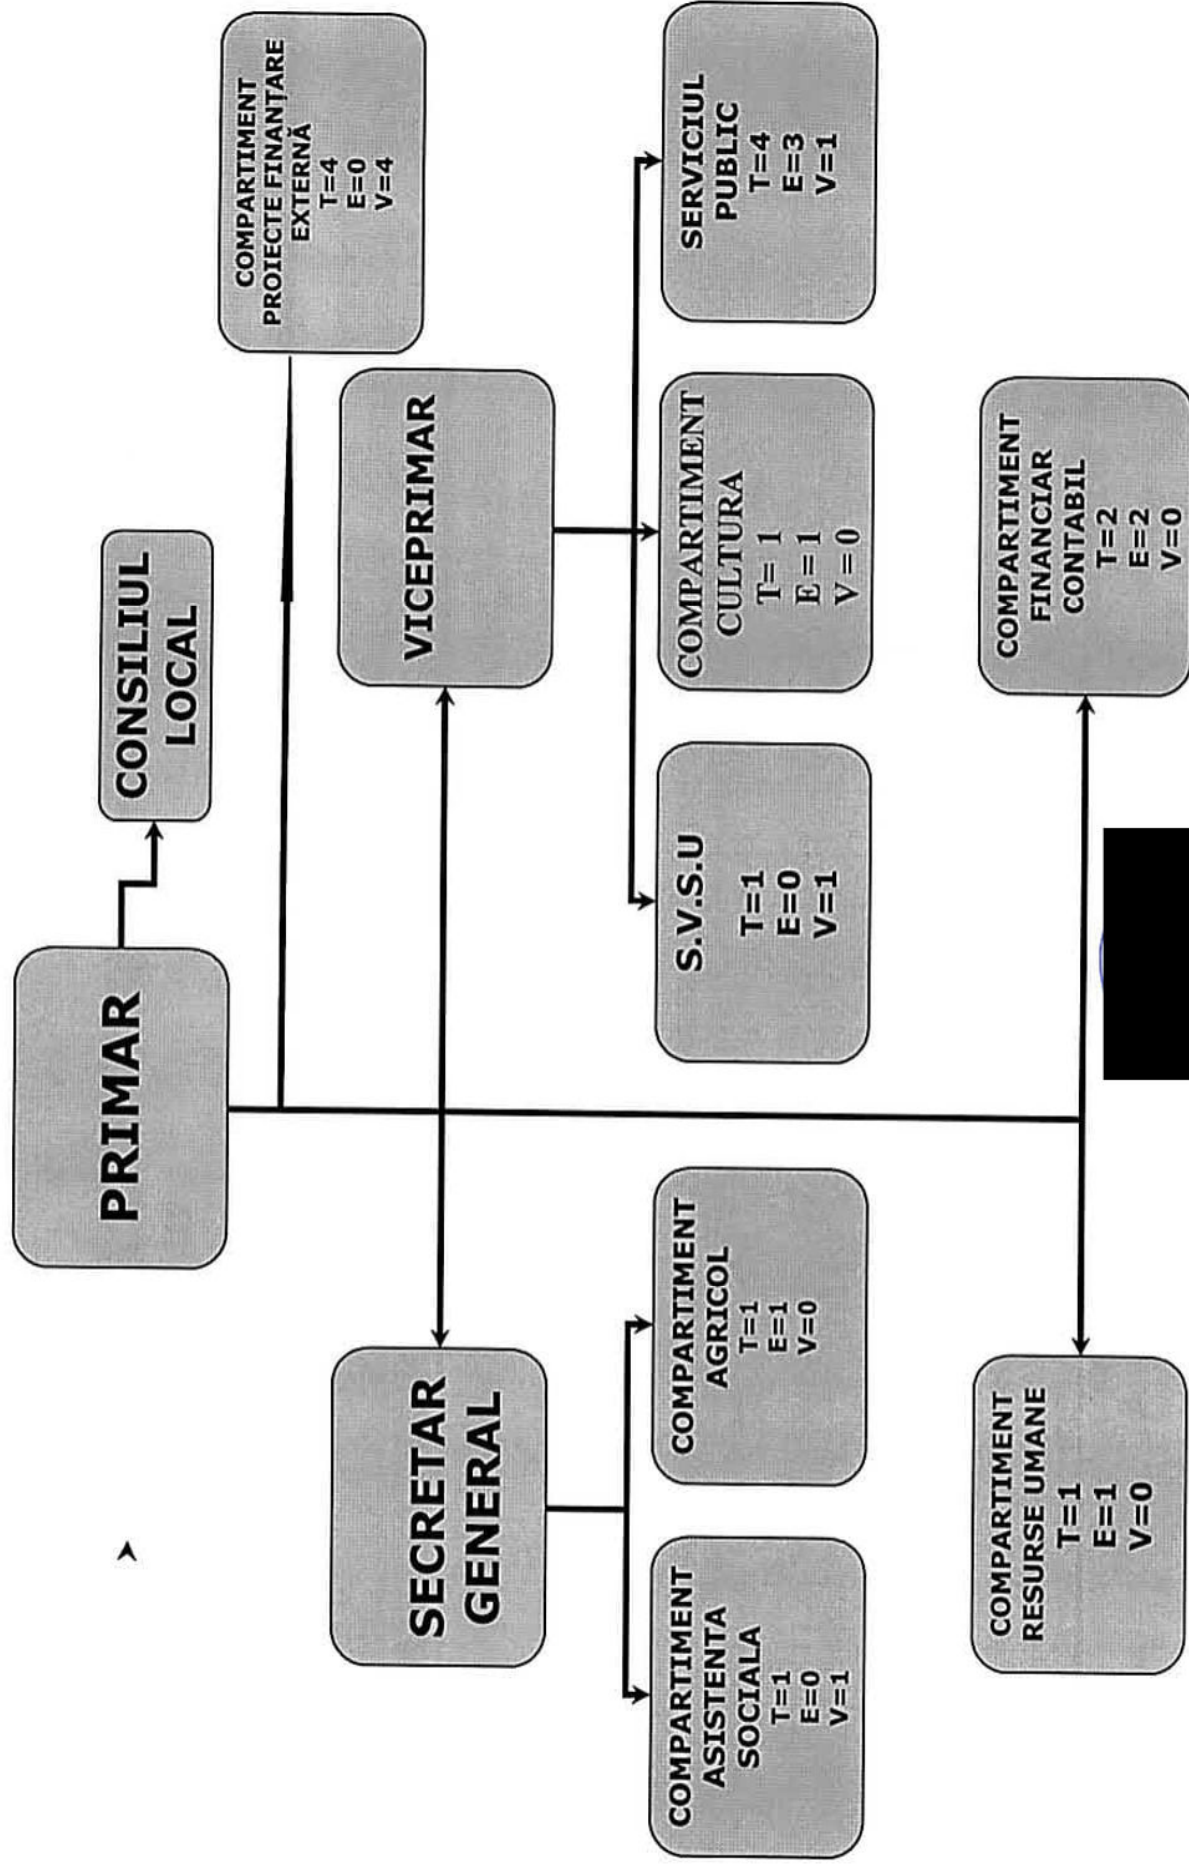 PRIMAR
CONSILIUL
LOCAL
COMPARTIMENT
PROIECTE FINANȚARE
EXTERNĂ
T=4
E=0
V=4
SECRETAR
GENERAL
VICEPRIMAR
COMPARTIMENT
ASISTENTA
SOCIALA
T=1
E=0
V=1
COMPARTIMENT
AGRICOL
T=1
E=1
V=0
S.V.S.U
T=1
E=0
V=1
COMPARTIMENT
CULTURA
T= 1
E =1
V = 0
SERVICIUL
PUBLIC
T=4
E=3
V=1
COMPARTIMENT
RESURSE UMANE
T=1
E=1
V=0
COMPARTIMENT
FINANCIAR
CONTABIL
T=2
E=2
V=0